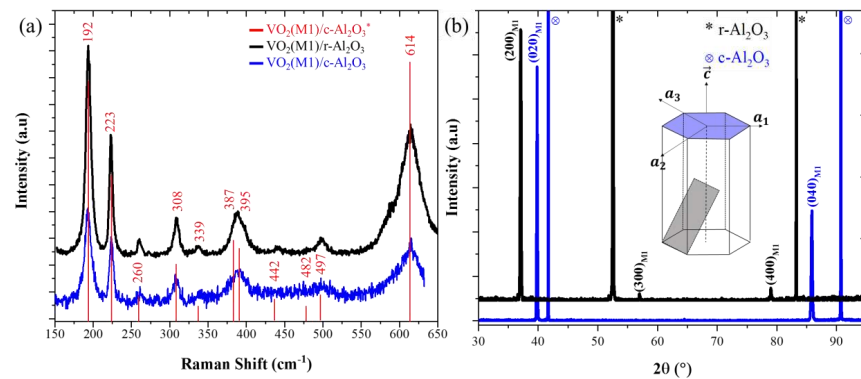 (a)
192
VO2(M1)/c-Al2O3*
VO2(M1)/r-Al2O3
VO2(M1)/c-Al2O3
614
223
308
339
387
395
260
442
482
497
Intensity (a.u)
150 200 250 300 350 400 450 500 550 600 650
Raman Shift (cm-1)
(b)
(200)M1
(020)M1
⊗
*
* r-Al2O3
⊗ c-Al2O3
*
⊗
c
a3
a1
a2
(300)M1
(400)M1
(040)M1
Intensity (a.u)
30 40 50 60 70 80 90
2θ (°)